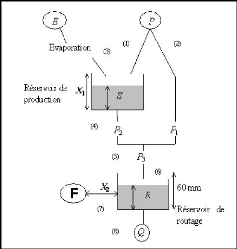 E
P
(1)
(2)
Evaporation
(3)
Réservoir de
production
X1
S
(4)
P2
P1
(5)
P3
(6)
F
X2
R
60 mm
(7)
Réservoir de
routage
(8)
Q